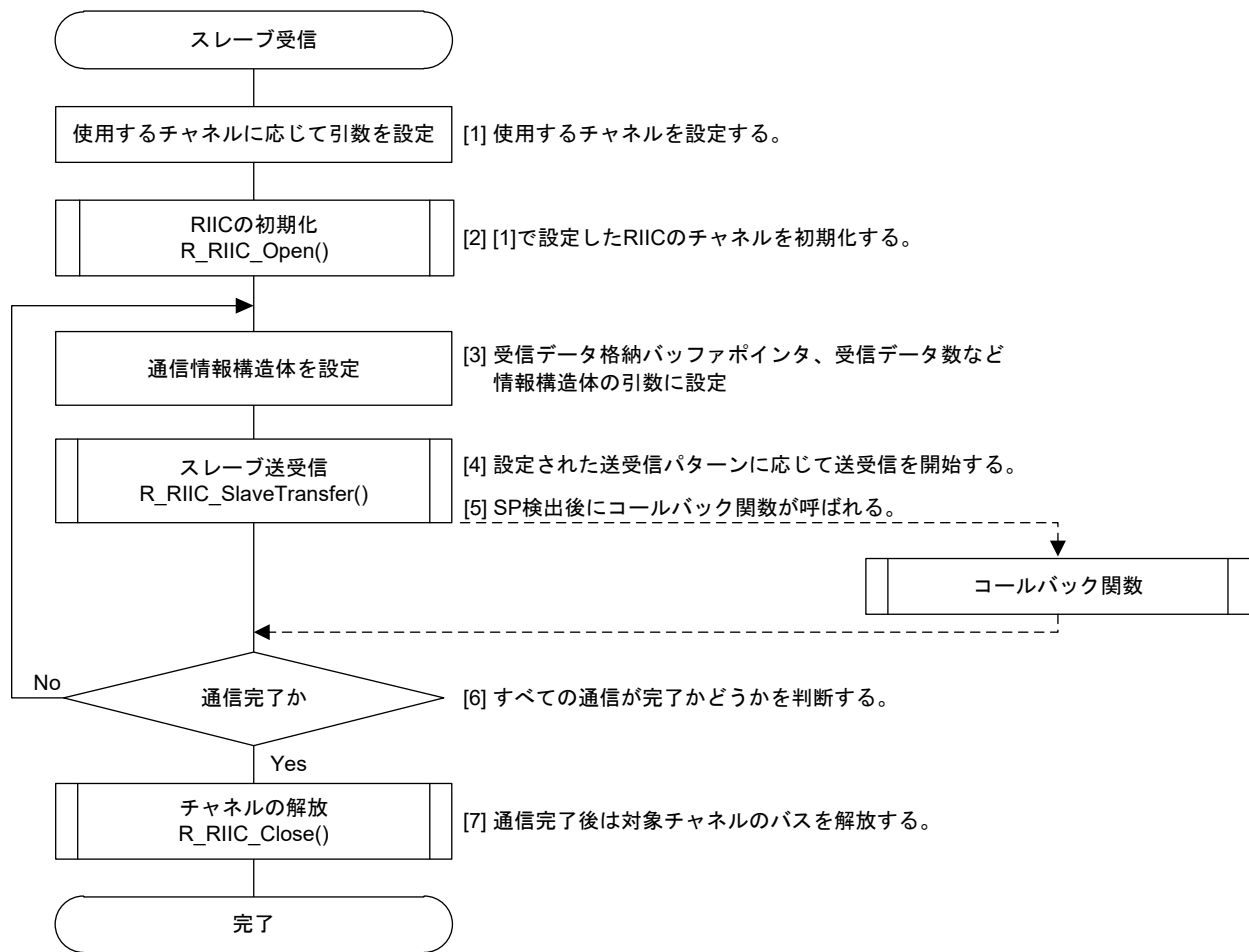 スレーブ受信
使用するチャネルに応じて引数を設定
[1] 使用するチャネルを設定する。
RIICの初期化
R_RIIC_Open()
[2] [1]で設定したRIICのチャネルを初期化する。
通信情報構造体を設定
[3] 受信データ格納バッファポインタ、受信データ数など
情報構造体の引数に設定
スレーブ送受信
R_RIIC_SlaveTransfer()
[4] 設定された送受信パターンに応じて送受信を開始する。
[5] SP検出後にコールバック関数が呼ばれる。
コールバック関数
No
通信完了か
[6] すべての通信が完了かどうかを判断する。
Yes
チャネルの解放
R_RIIC_Close()
[7] 通信完了後は対象チャネルのバスを解放する。
完了